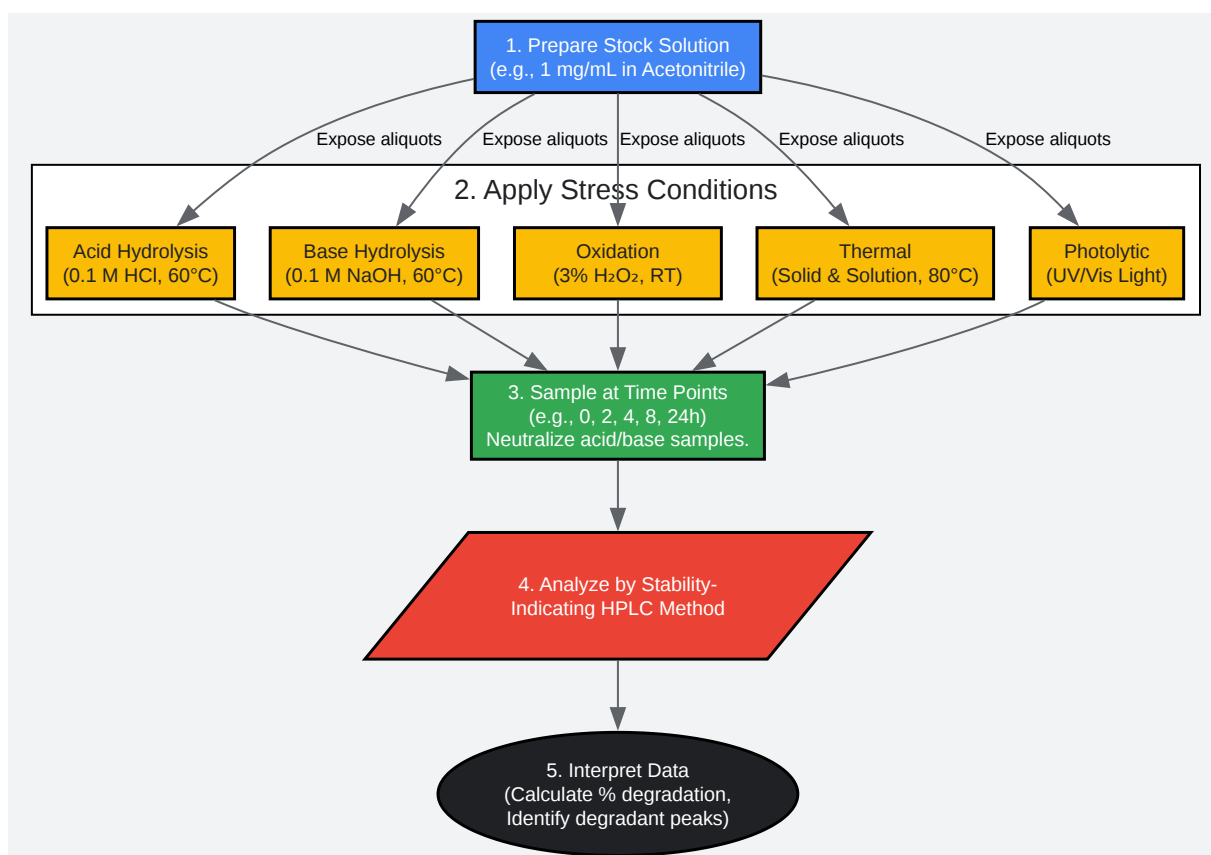 1. Prepare Stock Solution
(e.g., 1 mg/mL in Acetonitrile)
Expose aliquots
Expose aliquots
Expose aliquots
Expose aliquots
Expose aliquots
2. Apply Stress Conditions
Acid Hydrolysis
(0.1 M HCl, 60°C)
Base Hydrolysis
(0.1 M NaOH, 60°C)
Oxidation
(3% H₂O₂, RT)
Thermal
(Solid & Solution, 80°C)
Photolytic
(UV/Vis Light)
3. Sample at Time Points
(e.g., 0, 2, 4, 8, 24h)
Neutralize acid/base samples.
4. Analyze by Stability-
Indicating HPLC Method
5. Interpret Data
(Calculate % degradation,
Identify degradant peaks)